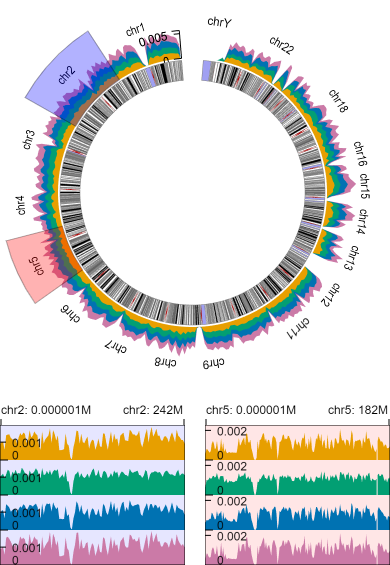 chrY
chr1
0.005
0
chr22
chr2
chr18
chr3
chr16
chr15
chr4
chr14
chr5
chr13
chr6
chr12
chr7
chr11
chr8
chr9
chr2: 0.000001M chr2: 242M chr5: 0.000001M chr5: 182M
0.001 0.002
0 0
0.001 0.002
0 0
0.001 0.002
0 0
0.001 0.002
0 0